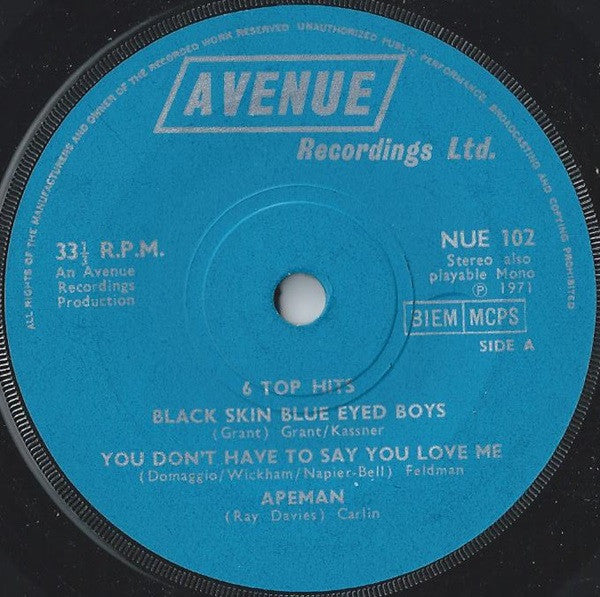 ALL RIGHTS OF THE MANUFACTURERS AND OWNER OF THE RECORDED WORK RESERVED UNAUTHORIZED PUBLIC PERFORMANCE, BROADCASTING AND COPYING PROHIBITED
AVENUE
Recordings Ltd.
33⅓ R.P.M.
An Avenue
Recordings
Production
NUE 102
Stereo also
playable Mono
Ⓟ 1971
BIEM MCPS
SIDE A
6 TOP HITS
BLACK SKIN BLUE EYED BOYS
(Grant) Grant/Kassner
YOU DON'T HAVE TO SAY YOU LOVE ME
(Domaggio/Wickham/Napier-Bell) Feldman
APEMAN
(Ray Davies) Carlin